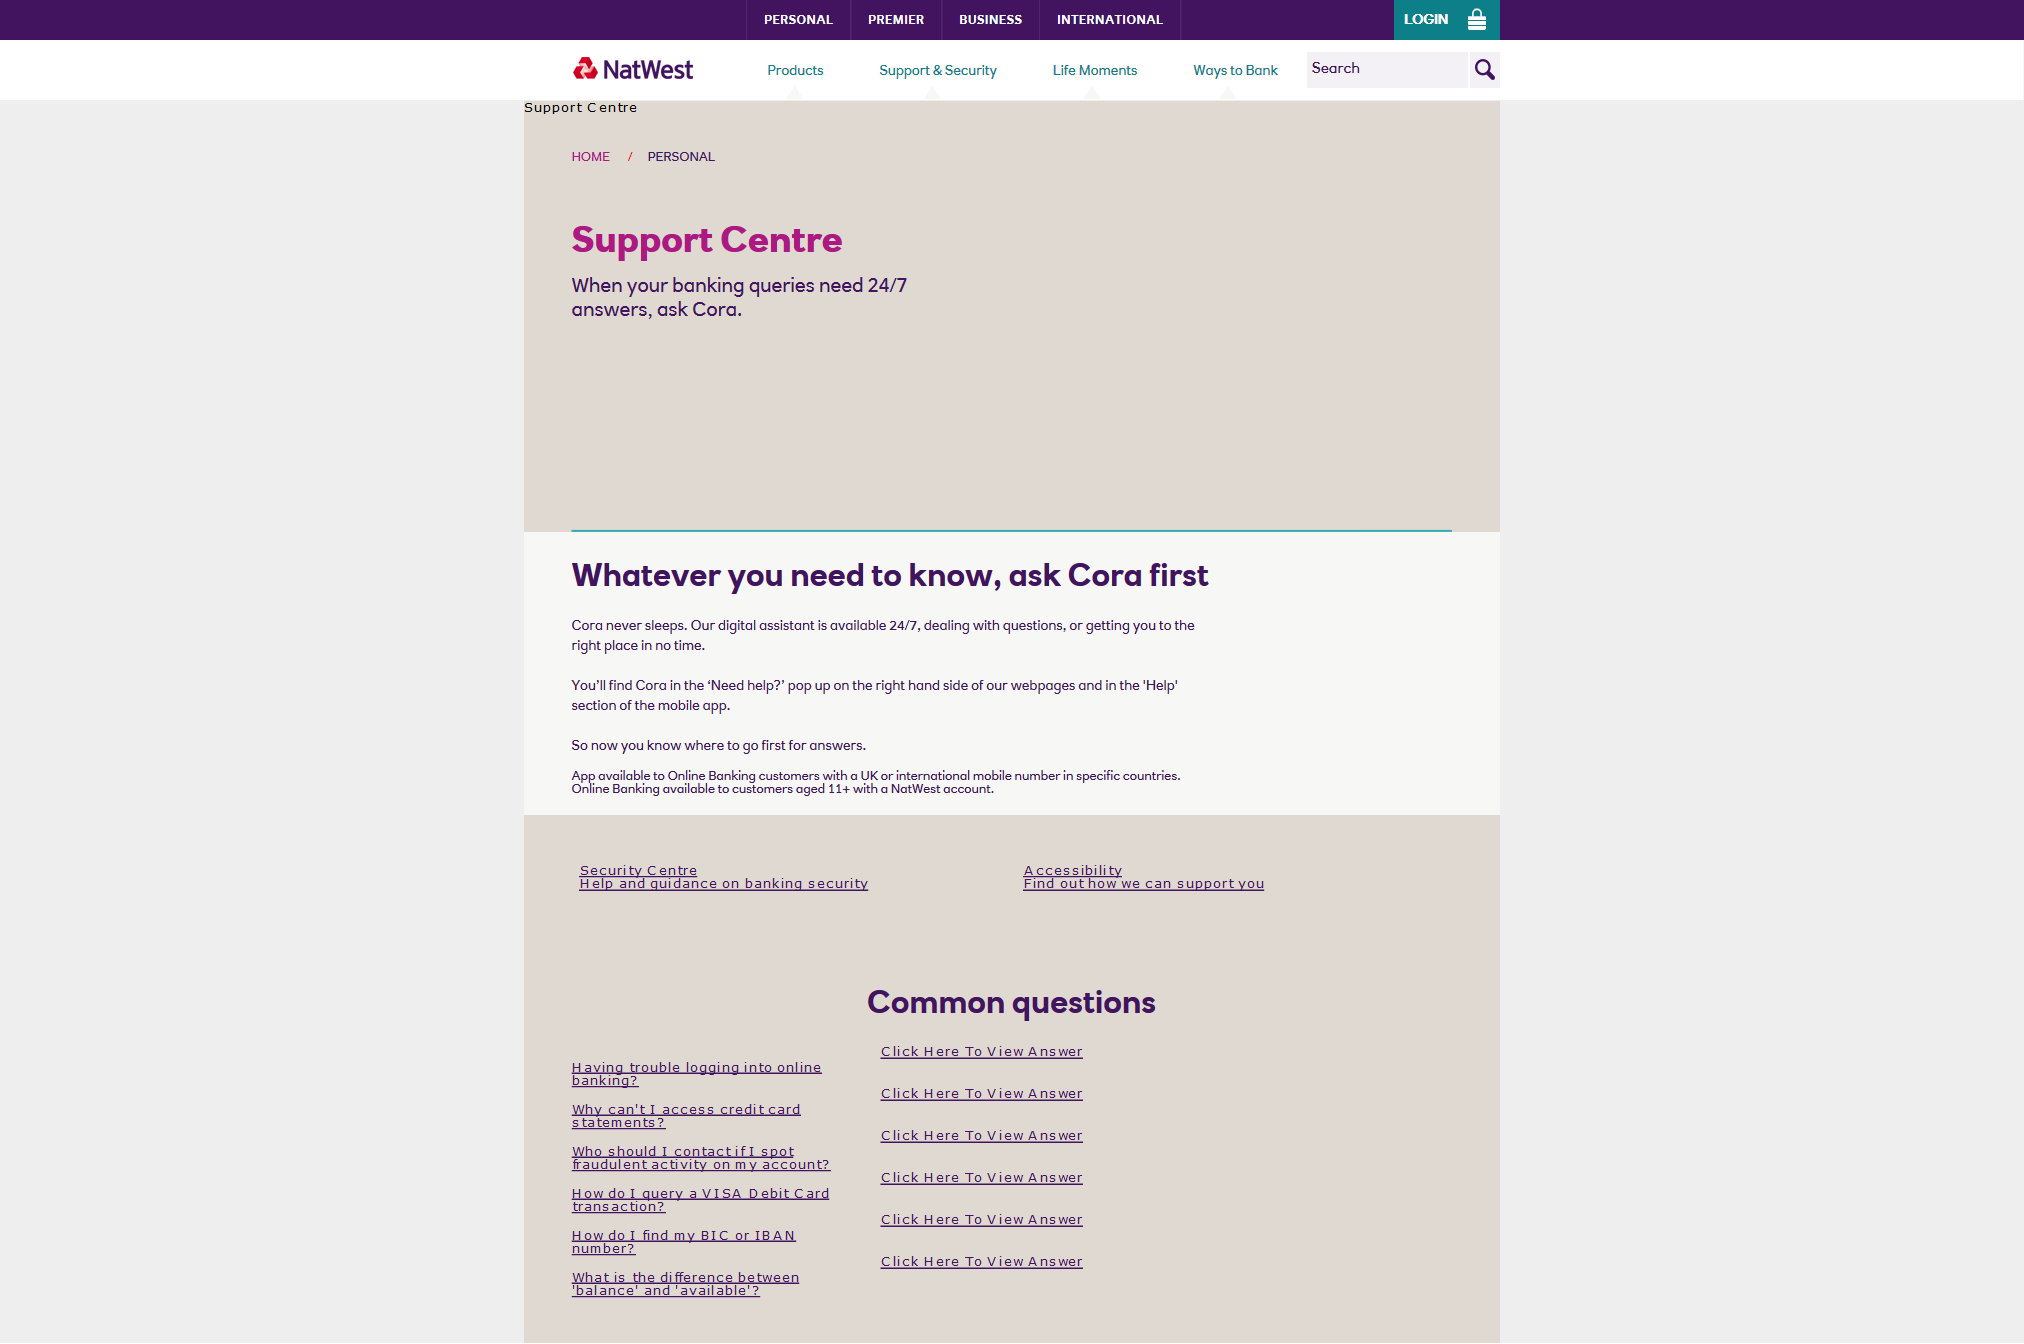 PERSONAL PREMIER BUSINESS INTERNATIONAL LOGIN
NatWest Products Support & Security Life Moments Ways to Bank Search
Support Centre
HOME / PERSONAL
Support Centre
When your banking queries need 24/7
answers, ask Cora.
Whatever you need to know, ask Cora first
Cora never sleeps. Our digital assistant is available 24/7, dealing with questions, or getting you to the
right place in no time.
You’ll find Cora in the ‘Need help?’ pop up on the right hand side of our webpages and in the 'Help'
section of the mobile app.
So now you know where to go first for answers.
App available to Online Banking customers with a UK or international mobile number in specific countries.
Online Banking available to customers aged 11+ with a NatWest account.
Security Centre
Help and guidance on banking security
Accessibility
Find out how we can support you
Common questions
Having trouble logging into online
banking?
Click Here To View Answer
Why can't I access credit card
statements?
Click Here To View Answer
Who should I contact if I spot
fraudulent activity on my account?
Click Here To View Answer
How do I query a VISA Debit Card
transaction?
Click Here To View Answer
How do I find my BIC or IBAN
number?
Click Here To View Answer
What is the difference between
'balance' and 'available'?
Click Here To View Answer